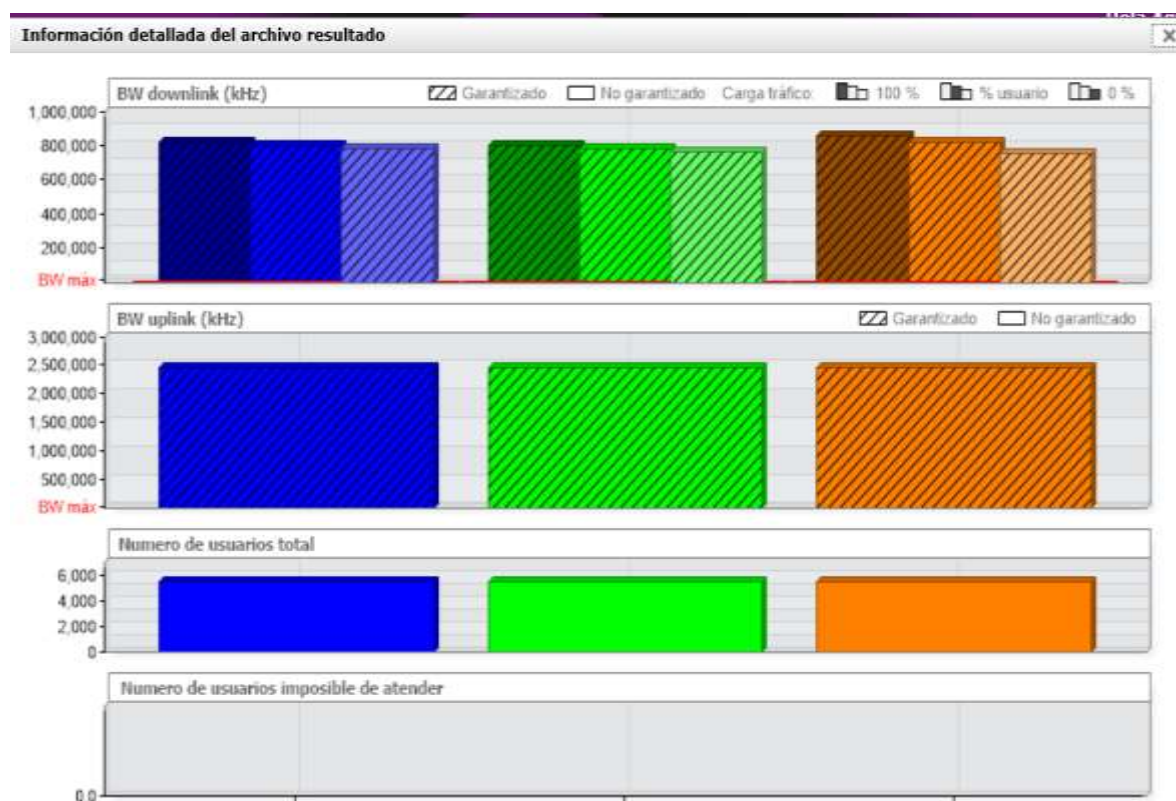 Información detallada del archivo resultado
BW downlink (kHz) Garantizado No garantizado Carga tráfico: 100 % % usuario 0 %
1,000,000
800,000
600,000
400,000
200,000
BW máx
BW uplink (kHz) Garantizado No garantizado
3,000,000
2,500,000
2,000,000
1,500,000
1,000,000
500,000
BW máx
Numero de usuarios total
6,000
4,000
2,000
0
Numero de usuarios imposible de atender
0.0